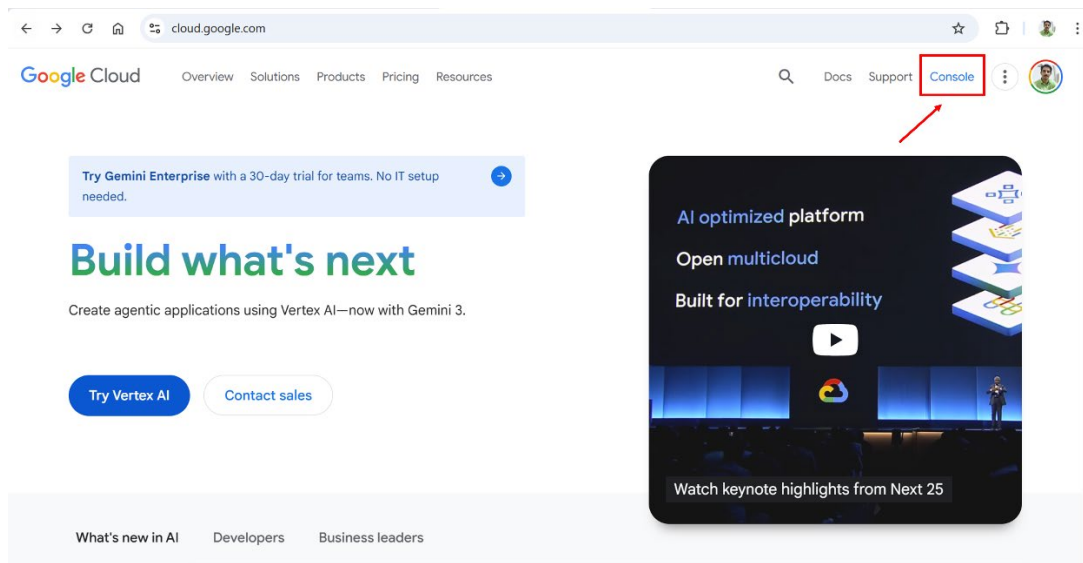 cloud.google.com
Google Cloud
Overview Solutions Products Pricing Resources
Docs Support Console
Try Gemini Enterprise with a 30-day trial for teams. No IT setup
needed.
Build what's next
Create agentic applications using Vertex AI—now with Gemini 3.
Try Vertex AI Contact sales
AI optimized platform
Open multicloud
Built for interoperability
Watch keynote highlights from Next 25
What's new in AI Developers Business leaders